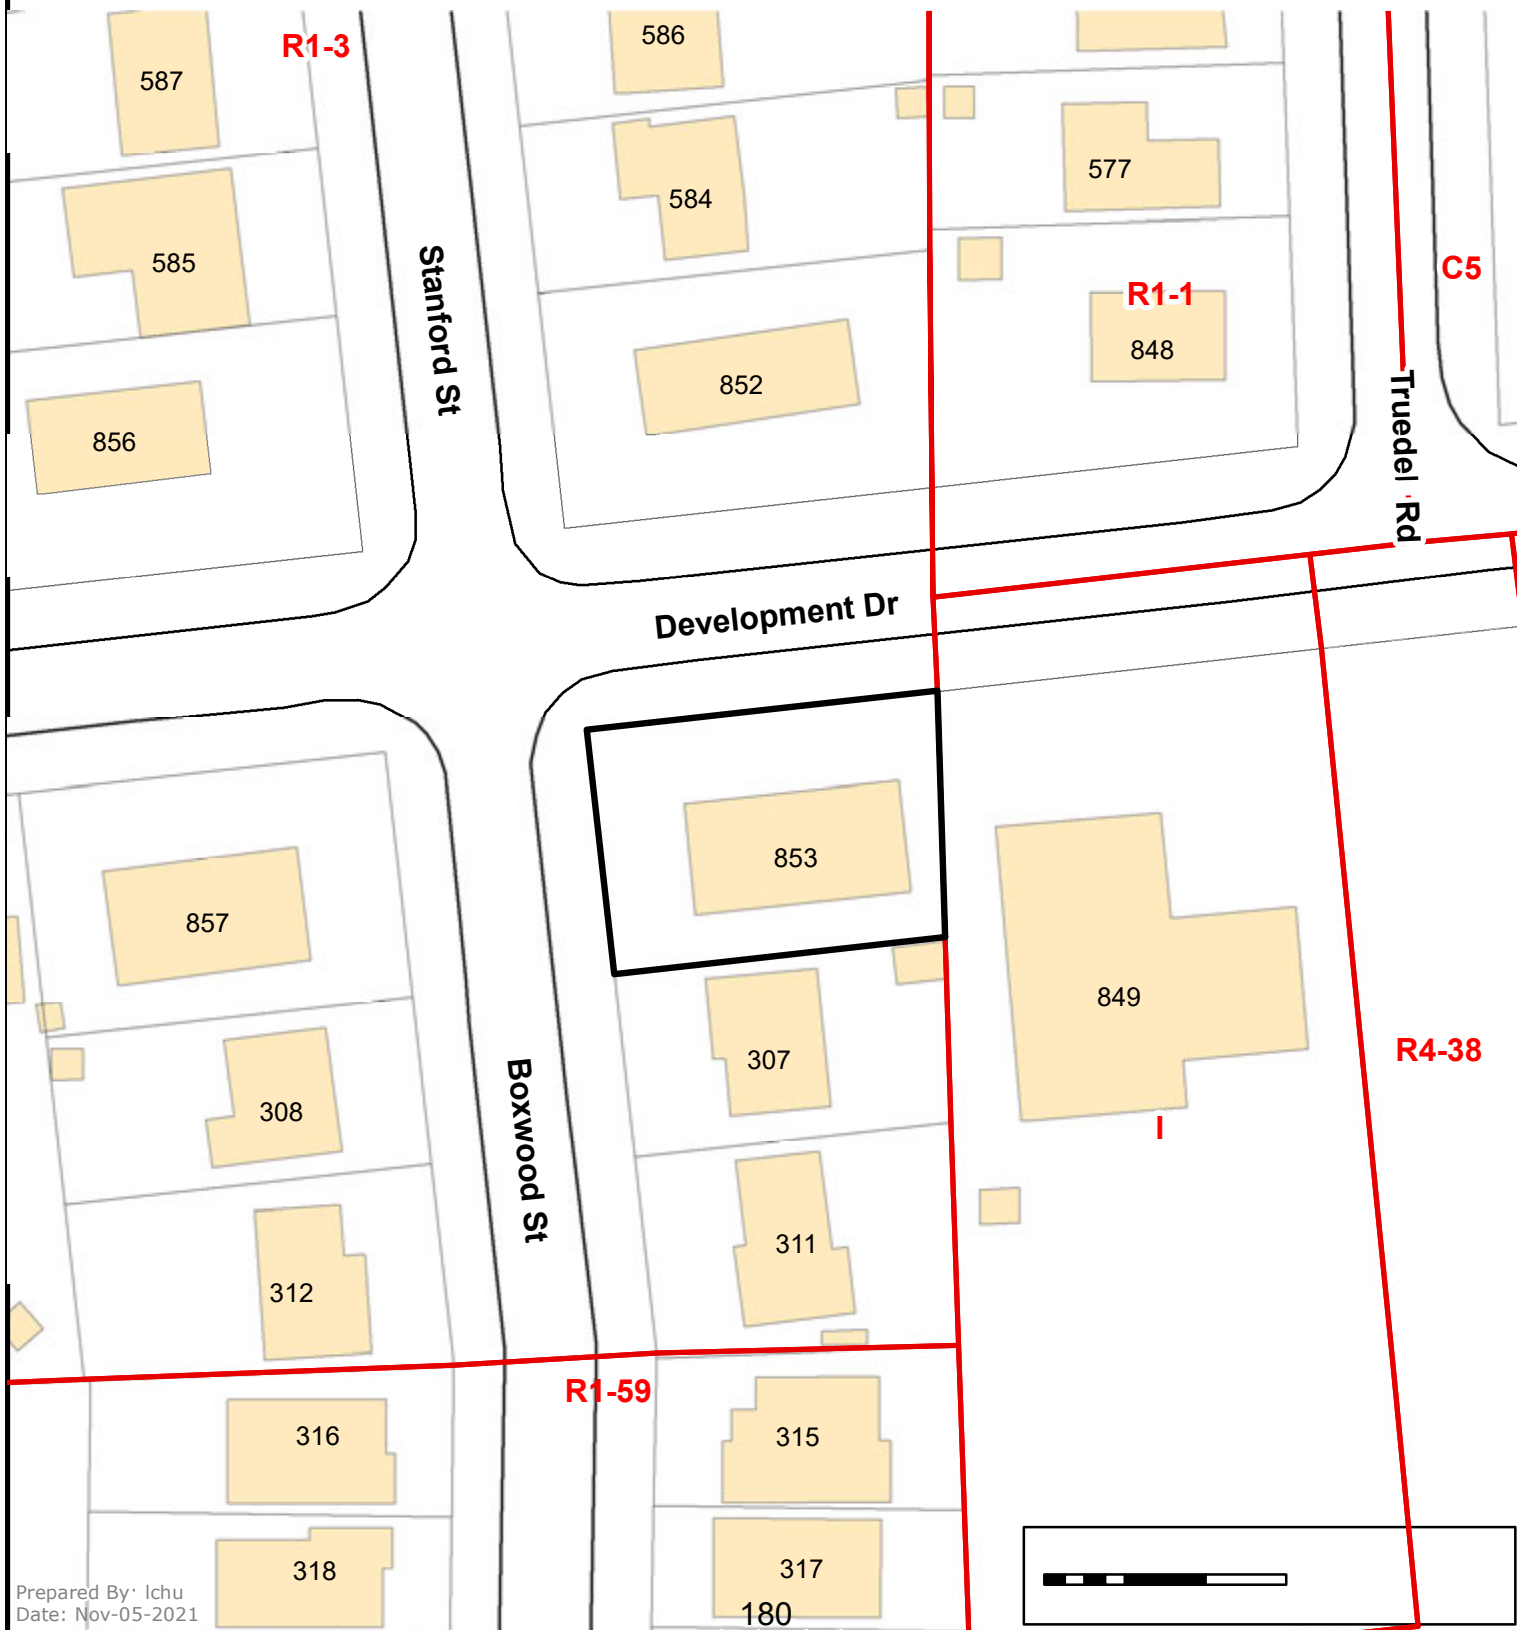 R1-3
586
587
577
584
585
Stanford St
C5
R1-1
848
852
856
Truedel Rd
Development Dr
853
857
849
307
R4-38
308
I
Boxwood St
311
312
R1-59
316
315
318
317
Prepared By: lchu
Date: Nov-05-2021
180